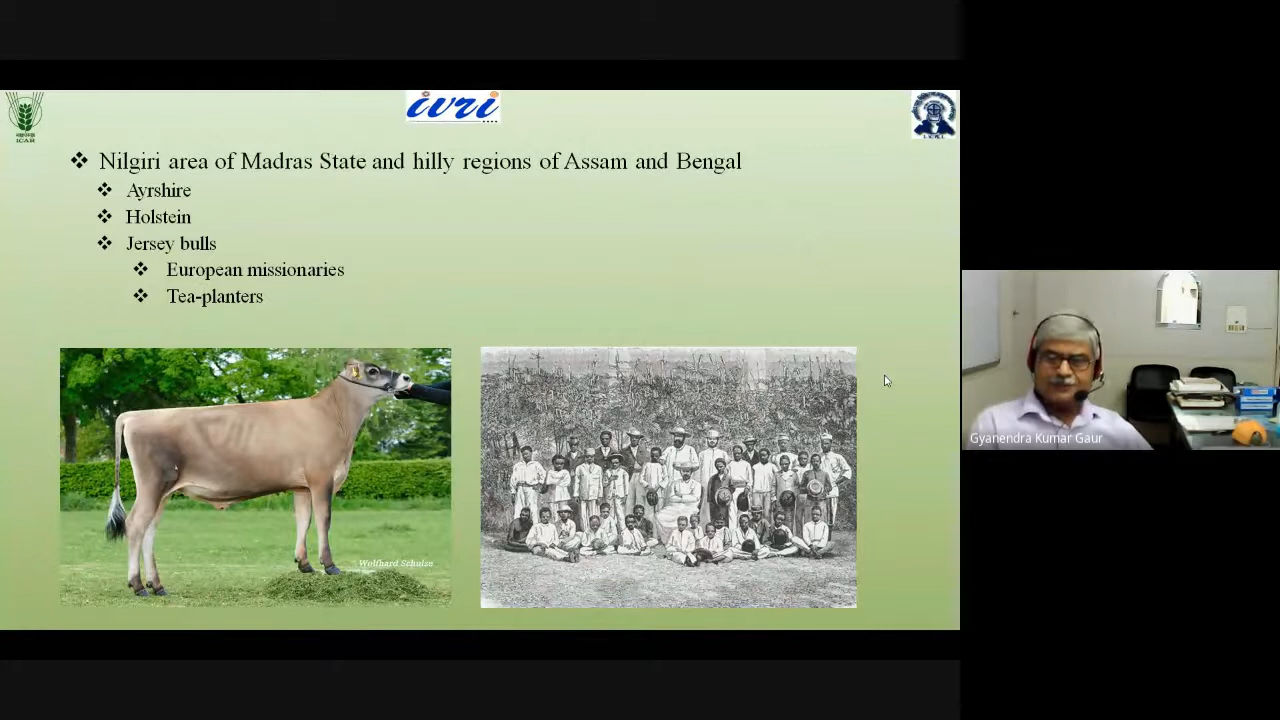 ivri
❖ Nilgiri area of Madras State and hilly regions of Assam and Bengal
❖ Ayrshire
❖ Holstein
❖ Jersey bulls
❖ European missionaries
❖ Tea-planters
ICAR
Wolfhard Schulze
Gyanendra Kumar Gaur